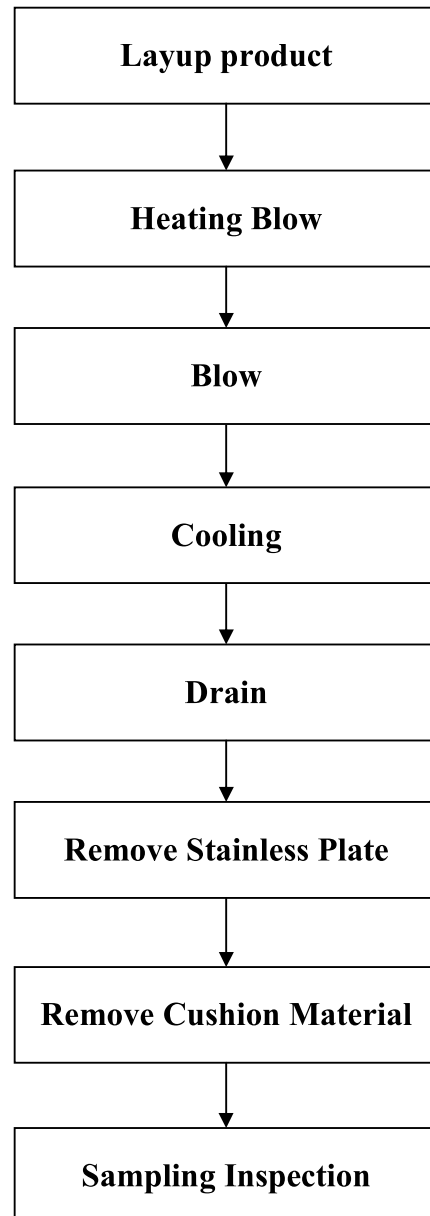 Layup product
Heating Blow
Blow
Cooling
Drain
Remove Stainless Plate
Remove Cushion Material
Sampling Inspection